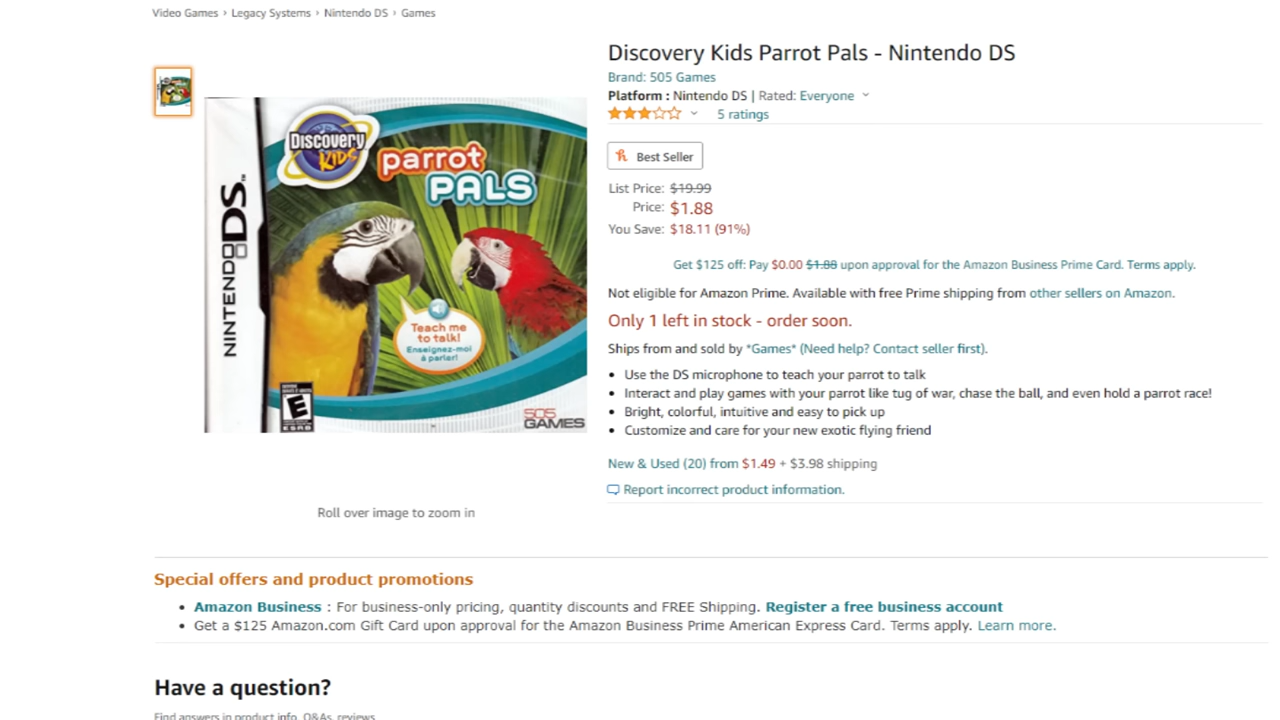 Video Games › Legacy Systems › Nintendo DS › Games
Discovery Kids Parrot Pals - Nintendo DS
Brand: 505 Games
Platform : Nintendo DS | Rated: Everyone
5 ratings
Best Seller
List Price: $19.99
Price: $1.88
You Save: $18.11 (91%)
Get $125 off: Pay $0.00 $1.88 upon approval for the Amazon Business Prime Card. Terms apply.
Not eligible for Amazon Prime. Available with free Prime shipping from other sellers on Amazon.
Only 1 left in stock - order soon.
Ships from and sold by *Games* (Need help? Contact seller first).
• Use the DS microphone to teach your parrot to talk
• Interact and play games with your parrot like tug of war, chase the ball, and even hold a parrot race!
• Bright, colorful, intuitive and easy to pick up
• Customize and care for your new exotic flying friend
New & Used (20) from $1.49 + $3.98 shipping
Report incorrect product information.
NINTENDO DS™
Discovery
KIDS
parrot
PALS
Teach me
to talk!
Enseignez-moi
à parler!
E
ESRB
505
GAMES
Roll over image to zoom in
Special offers and product promotions
• Amazon Business : For business-only pricing, quantity discounts and FREE Shipping. Register a free business account
• Get a $125 Amazon.com Gift Card upon approval for the Amazon Business Prime American Express Card. Terms apply. Learn more.
Have a question?
Find answers in product info, Q&As, reviews